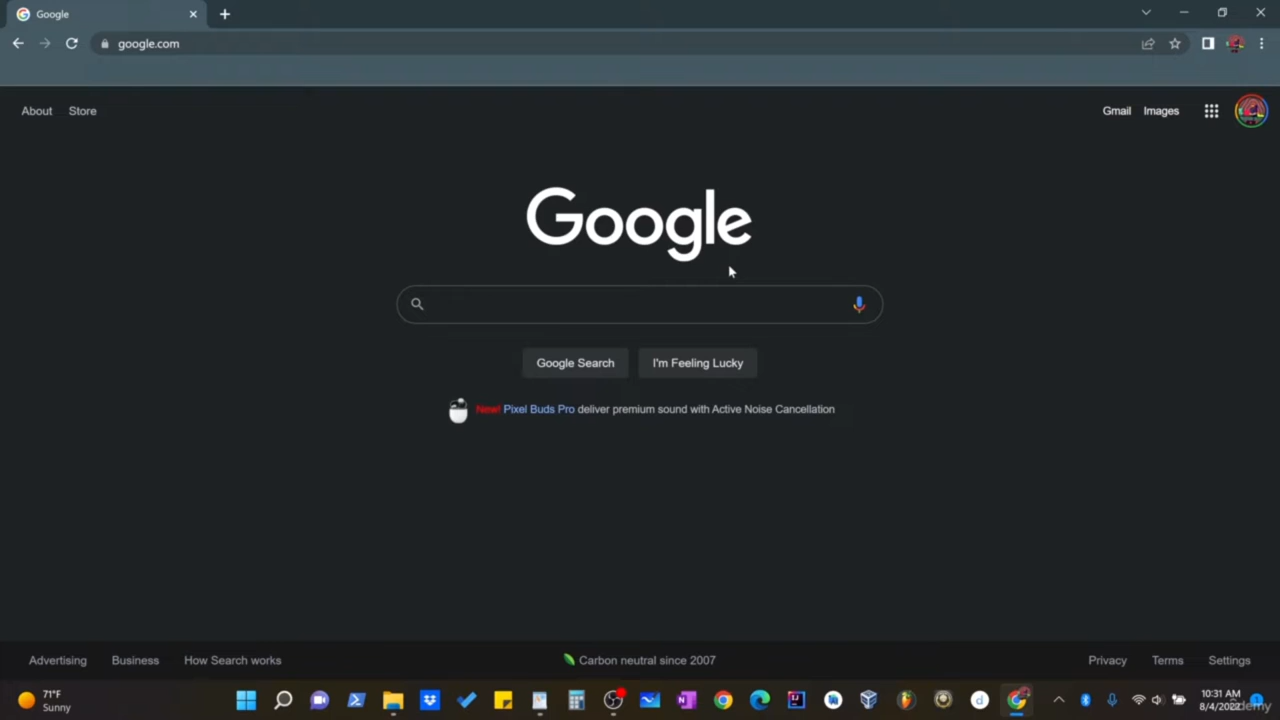 Google
google.com
About Store
Gmail Images
Google
Google Search I'm Feeling Lucky
New! Pixel Buds Pro deliver premium sound with Active Noise Cancellation
Advertising Business How Search works
Carbon neutral since 2007
Privacy Terms Settings
71°F
Sunny
10:31 AM
8/4/2022